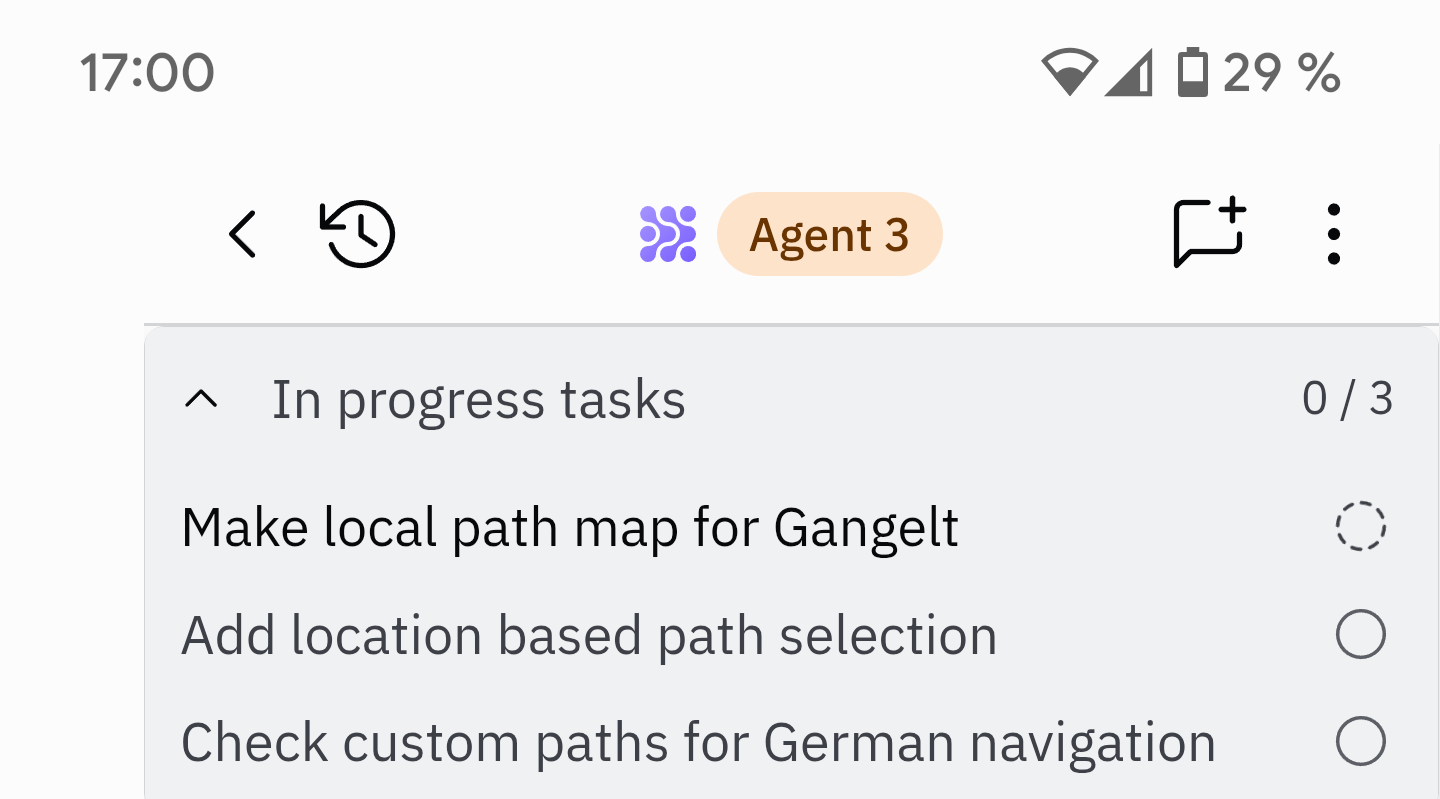 17:00 29 %
Agent 3
In progress tasks 0 / 3
Make local path map for Gangelt
Add location based path selection
Check custom paths for German navigation